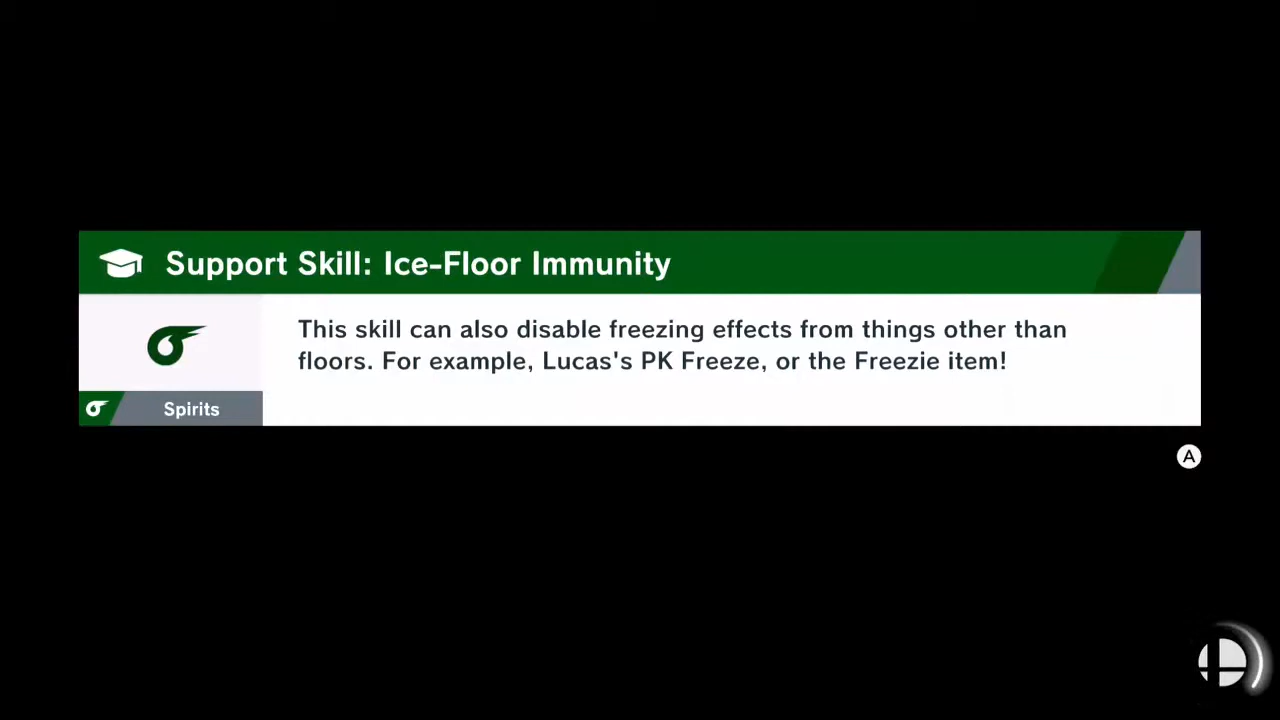 Support Skill: Ice-Floor Immunity
This skill can also disable freezing effects from things other than
floors. For example, Lucas's PK Freeze, or the Freezie item!
Spirits
A